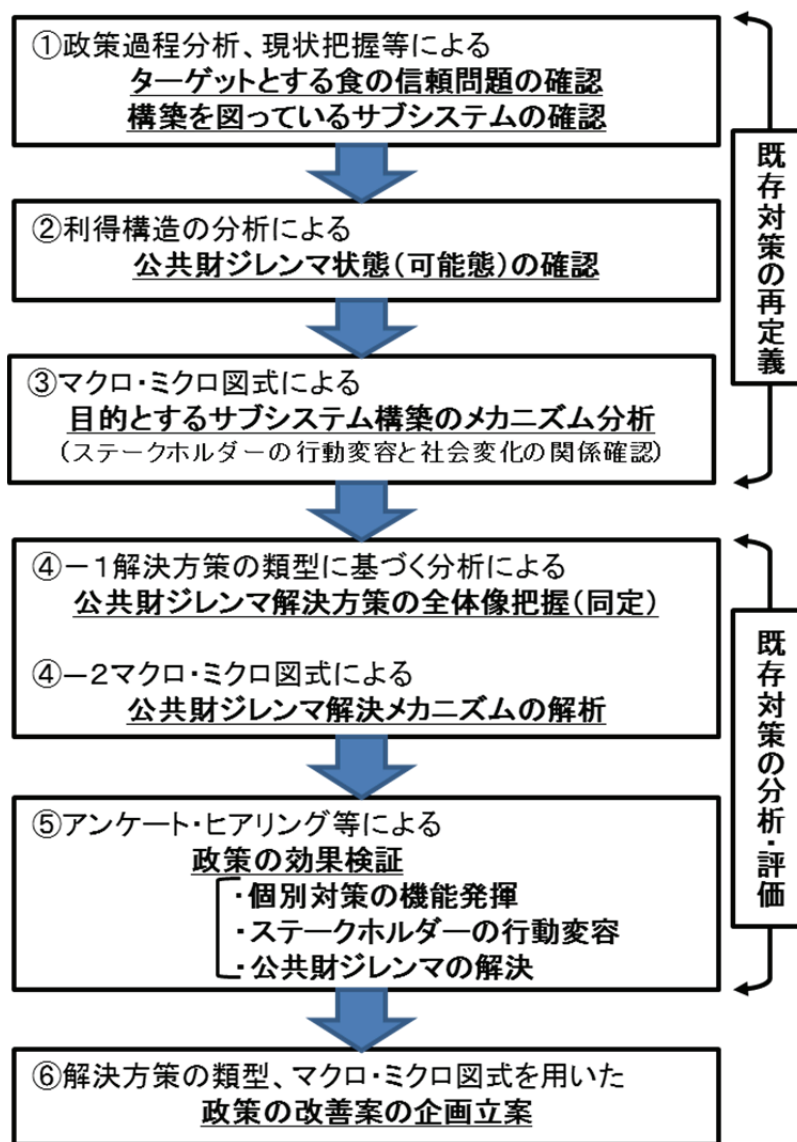 ①政策過程分析、現状把握等による
ターゲットとする食の信頼問題の確認
構築を図っているサブシステムの確認
②利得構造の分析による
公共財ジレンマ状態(可能態)の確認
③マクロ・ミクロ図式による
目的とするサブシステム構築のメカニズム分析
(ステークホルダーの行動変容と社会変化の関係確認)
既存対策の再定義
④－1解決方策の類型に基づく分析による
公共財ジレンマ解決方策の全体像把握(同定)
④－2マクロ・ミクロ図式による
公共財ジレンマ解決メカニズムの解析
⑤アンケート・ヒアリング等による
政策の効果検証
・個別対策の機能発揮
・ステークホルダーの行動変容
・公共財ジレンマの解決
既存対策の分析・評価
⑥解決方策の類型、マクロ・ミクロ図式を用いた
政策の改善案の企画立案